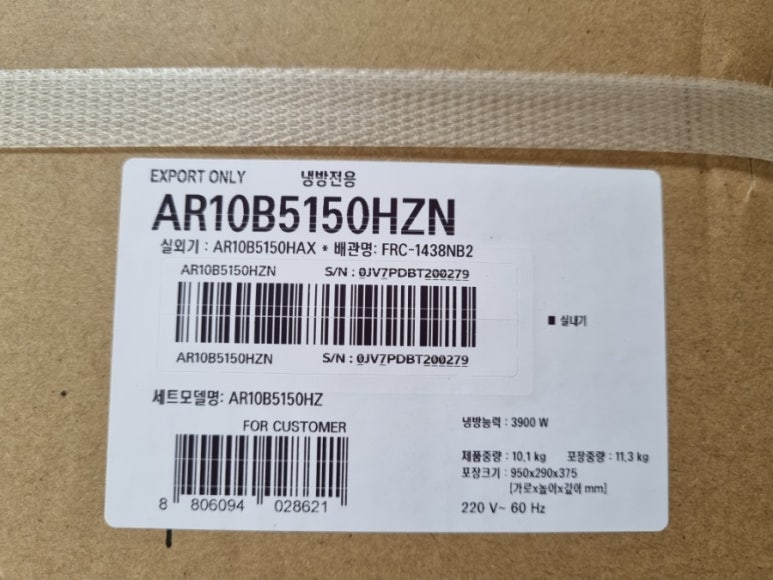 EXPORT ONLY 냉방전용
AR10B5150HZN
실외기 : AR10B5150HAX * 배관명: FRC-1438NB2
AR10B5150HZN S/N : 0JV7PDBT200279
AR10B5150HZN S/N : 0JV7PDBT200279
■ 실내기
세트모델명: AR10B5150HZ
FOR CUSTOMER
8 806094 028621
냉방능력 : 3900 W
제품중량 : 10,1 kg 포장중량 : 11,3 kg
포장크기 : 950x290x375
[가로x높이x깊이 mm]
220 V~ 60 Hz